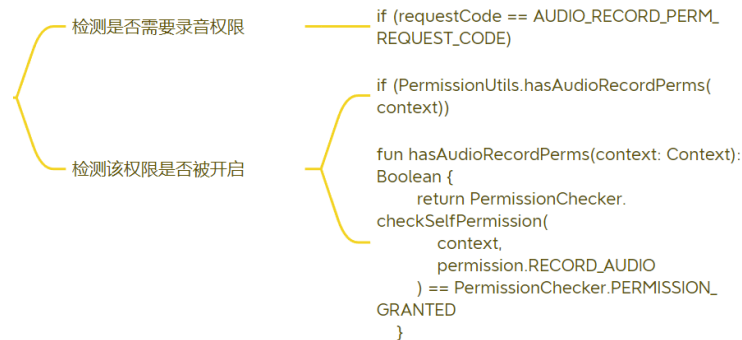 检测是否需要录音权限
if (requestCode == AUDIO_RECORD_PERM_
REQUEST_CODE)
检测该权限是否被开启
if (PermissionUtils.hasAudioRecordPerms(
context))
fun hasAudioRecordPerms(context: Context):
Boolean {
return PermissionChecker.
checkSelfPermission(
context,
permission.RECORD_AUDIO
) == PermissionChecker.PERMISSION_
GRANTED
}